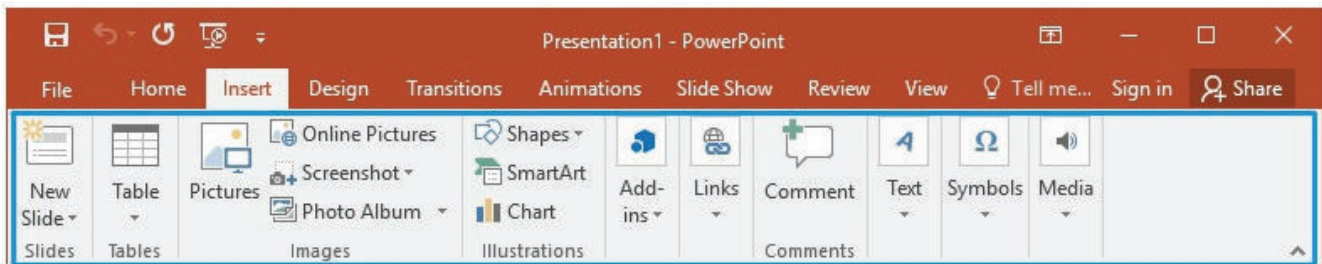 Presentation1 - PowerPoint
File Home Insert Design Transitions Animations Slide Show Review View Tell me... Sign in Share
New
Slide
Slides
Table
Tables
Pictures
Online Pictures
Screenshot
Photo Album
Images
Shapes
SmartArt
Chart
Illustrations
Add-
ins
Links
Comment
Comments
Text
Symbols
Media